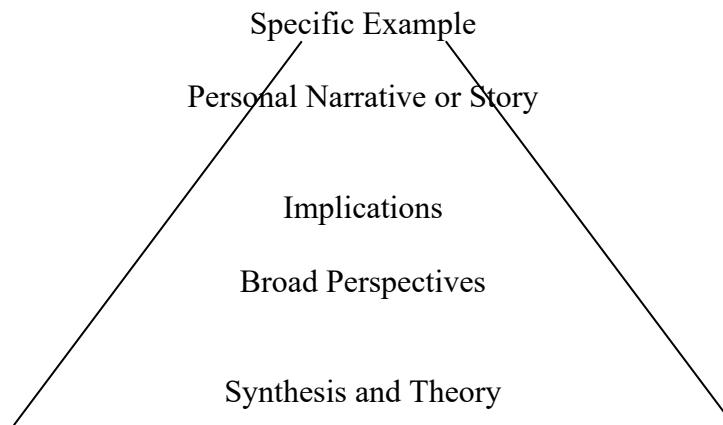 Specific Example
Personal Narrative or Story
Implications
Broad Perspectives
Synthesis and Theory